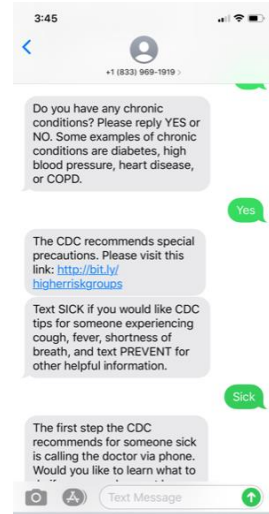 3:45
+1 (833) 969-1919 >
Do you have any chronic
conditions? Please reply YES or
NO. Some examples of chronic
conditions are diabetes, high
blood pressure, heart disease,
or COPD.
Yes
The CDC recommends special
precautions. Please visit this
link: http://bit.ly/
higherriskgroups
Text SICK if you would like CDC
tips for someone experiencing
cough, fever, shortness of
breath, and text PREVENT for
other helpful information.
Sick
The first step the CDC
recommends for someone sick
is calling the doctor via phone.
Would you like to learn what to
Text Message